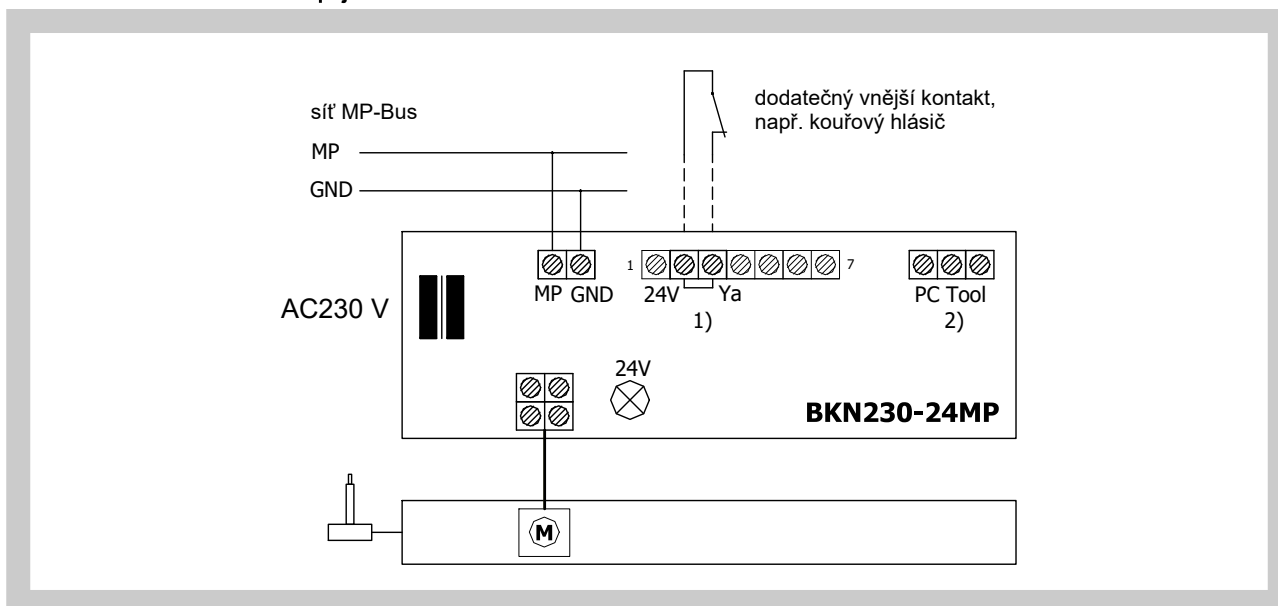 síť MP-Bus
dodatečný vnější kontakt,
např. kouřový hlásič
MP
GND
1
7
MP GND
24V
Ya
PC Tool
1)
2)
AC230 V
24V
BKN230-24MP
M